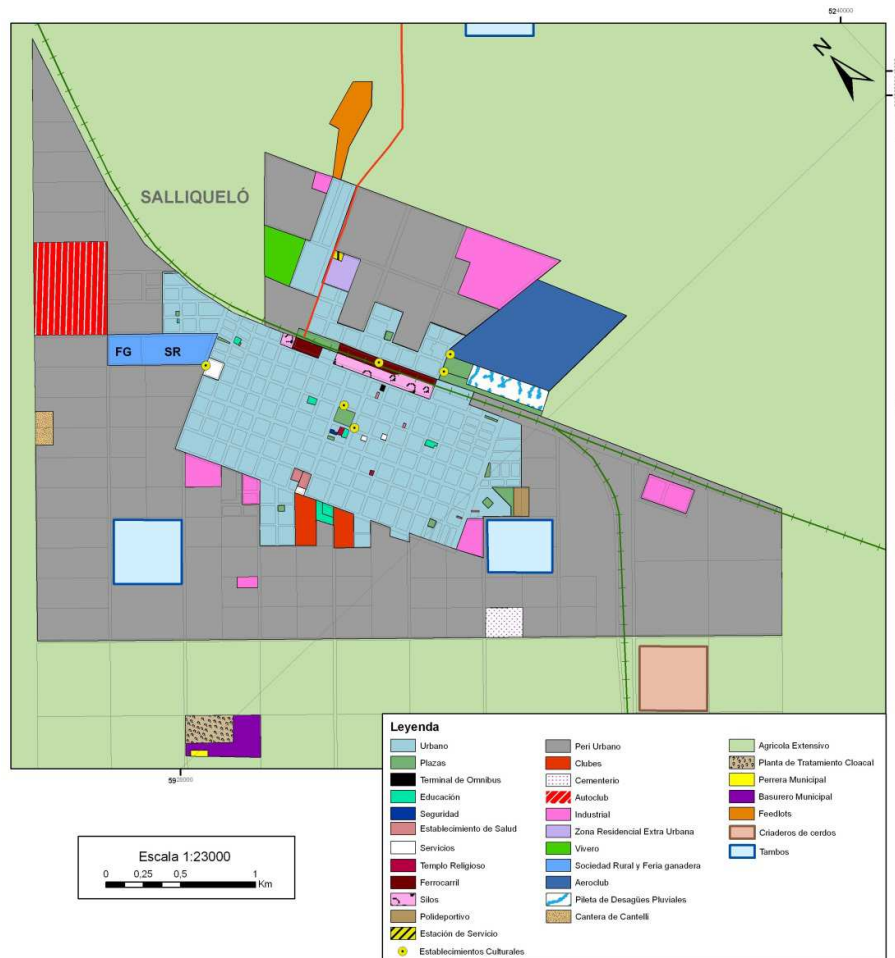 5240000
N
SALLIQUELÓ
FG
SR
5928000
Leyenda
Urbano
Plazas
Terminal de Omnibus
Educación
Seguridad
Establecimiento de Salud
Servicios
Templo Religioso
Ferrocarril
Silos
Polideportivo
Estación de Servicio
Establecimientos Culturales
Peri Urbano
Clubes
Cementerio
Autoclub
Industrial
Zona Residencial Extra Urbana
Vivero
Sociedad Rural y Feria ganadera
Aeroclub
Pileta de Desagües Pluviales
Cantera de Cantelli
Agricola Extensivo
Planta de Tratamiento Cloacal
Perrera Municipal
Basurero Municipal
Feedlots
Criaderos de cerdos
Tambos
Escala 1:23000
0 0,25 0,5 1
Km